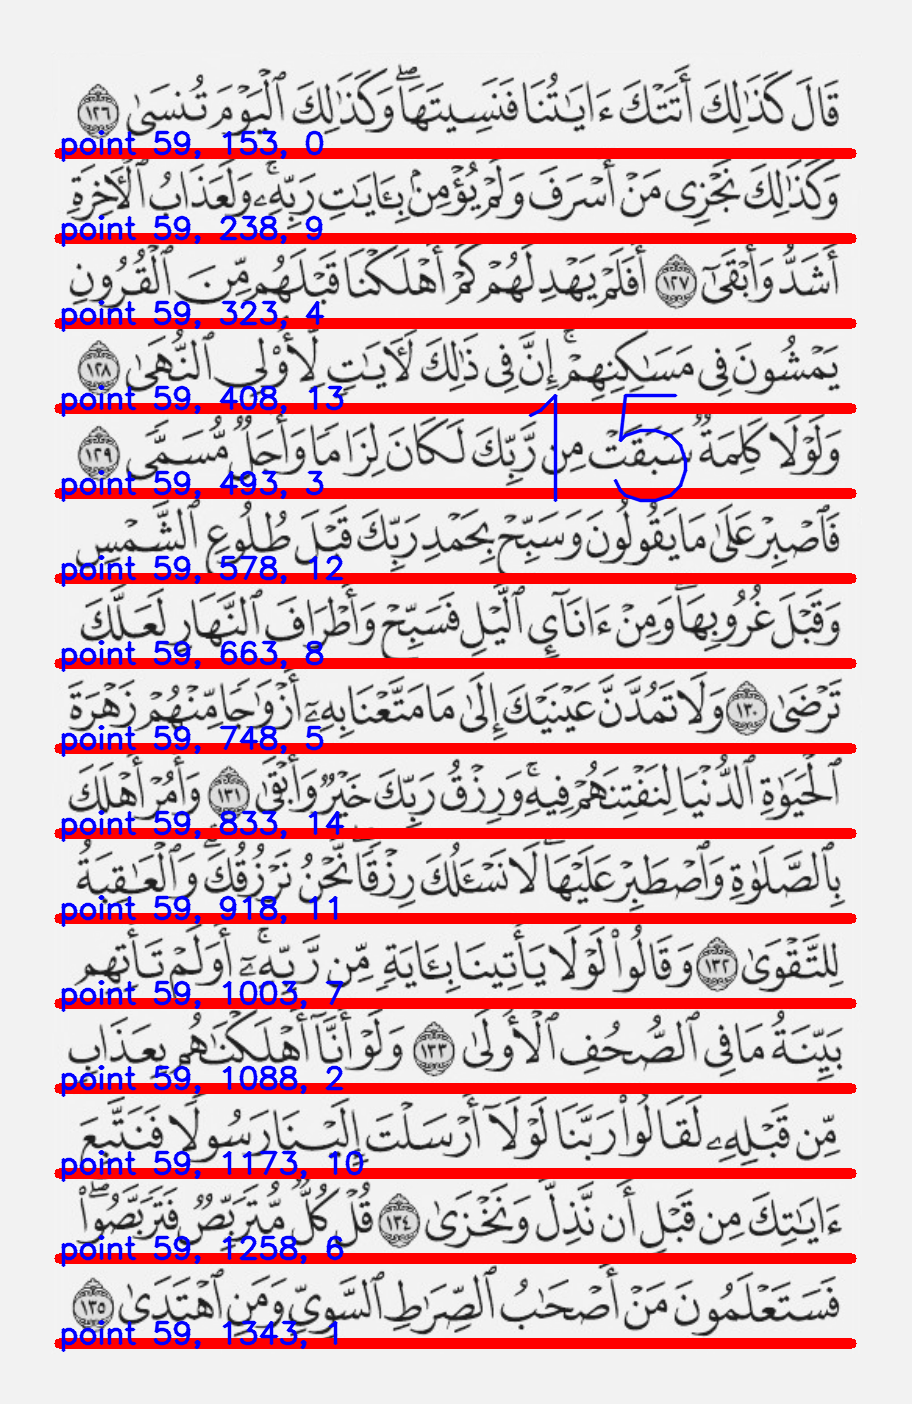 قَالَ كَذَٰلِكَ أَتَتْكَ ءَايَٰتُنَا فَنَسِيتَهَا ۖ وَكَذَٰلِكَ ٱلْيَوْمَ تُنسَىٰ ١٢٦
point 59, 153, 0
وَكَذَٰلِكَ نَجْزِى مَنْ أَسْرَفَ وَلَمْ يُؤْمِنۢ بِـَٔايَٰتِ رَبِّهِۦ ۚ وَلَعَذَابُ ٱلْـَٔاخِرَةِ
point 59, 238, 9
أَشَدُّ وَأَبْقَىٰٓ ١٢٧ أَفَلَمْ يَهْدِ لَهُمْ كَمْ أَهْلَكْنَا قَبْلَهُم مِّنَ ٱلْقُرُونِ
point 59, 323, 4
يَمْشُونَ فِى مَسَٰكِنِهِمْ ۗ إِنَّ فِى ذَٰلِكَ لَـَٔايَٰتٍ لِّأُو۟لِى ٱلنُّهَىٰ ١٢٨
point 59, 408, 13
وَلَوْلَا كَلِمَةٌ سَبَقَتْ مِن رَّبِّكَ لَكَانَ لِزَامًا وَأَجَلٌ مُّسَمًّى ١٢٩
15
point 59, 493, 3
فَٱصْبِرْ عَلَىٰ مَا يَقُولُونَ وَسَبِّحْ بِحَمْدِ رَبِّكَ قَبْلَ طُلُوعِ ٱلشَّمْسِ
point 59, 578, 12
وَقَبْلَ غُرُوبِهَا ۖ وَمِنْ ءَانَآئِ ٱلَّيْلِ فَسَبِّحْ وَأَطْرَافَ ٱلنَّهَارِ لَعَلَّكَ
point 59, 663, 8
تَرْضَىٰ ١٣٠ وَلَا تَمُدَّنَّ عَيْنَيْكَ إِلَىٰ مَا مَتَّعْنَا بِهِۦٓ أَزْوَٰجًا مِّنْهُمْ زَهْرَةَ
point 59, 748, 5
ٱلْحَيَوٰةِ ٱلدُّنْيَا لِنَفْتِنَهُمْ فِيهِ ۚ وَرِزْقُ رَبِّكَ خَيْرٌ وَأَبْقَىٰ ١٣١ وَأْمُرْ أَهْلَكَ
point 59, 833, 14
بِٱلصَّلَوٰةِ وَٱصْطَبِرْ عَلَيْهَا ۖ لَا نَسْـَٔلُكَ رِزْقًا ۖ نَّحْنُ نَرْزُقُكَ ۗ وَٱلْعَٰقِبَةُ
point 59, 918, 11
لِلتَّقْوَىٰ ١٣٢ وَقَالُوا۟ لَوْلَا يَأْتِينَا بِـَٔايَةٍ مِّن رَّبِّهِۦٓ ۚ أَوَلَمْ تَأْتِهِم
point 59, 1003, 7
بَيِّنَةُ مَا فِى ٱلصُّحُفِ ٱلْأُولَىٰ ١٣٣ وَلَوْ أَنَّآ أَهْلَكْنَٰهُم بِعَذَابٍ
point 59, 1088, 2
مِّن قَبْلِهِۦ لَقَالُوا۟ رَبَّنَا لَوْلَآ أَرْسَلْتَ إِلَيْنَا رَسُولًا فَنَتَّبِعَ
point 59, 1173, 10
ءَايَٰتِكَ مِن قَبْلِ أَن نَّذِلَّ وَنَخْزَىٰ ١٣٤ قُلْ كُلٌّ مُّتَرَبِّصٌ فَتَرَبَّصُوا۟ ۖ
point 59, 1258, 6
فَسَتَعْلَمُونَ مَنْ أَصْحَٰبُ ٱلصِّرَٰطِ ٱلسَّوِىِّ وَمَنِ ٱهْتَدَىٰ ١٣٥
point 59, 1343, 1